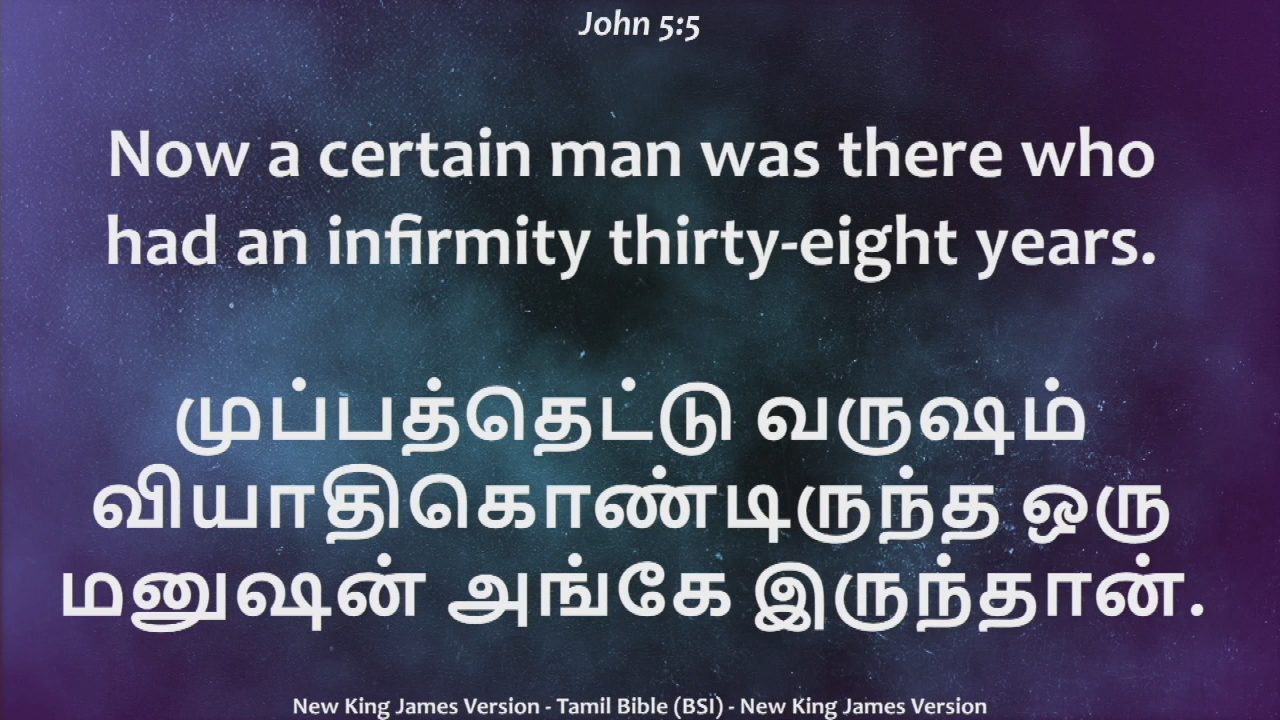 John 5:5
Now a certain man was there who
had an infirmity thirty-eight years.
முப்பத்தெட்டு வருஷம்
வியாதிகொண்டிருந்த ஒரு
மனுஷன் அங்கே இருந்தான்.
New King James Version - Tamil Bible (BSI) - New King James Version